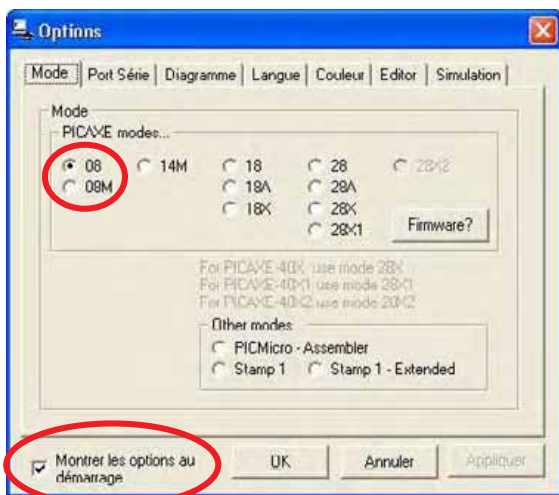 Options
Mode Port Série Diagramme Langue Couleur Editor Simulation
Mode
PICAXE modes...
08 14M 18 28 28X2
08M 18A 28A
18X 28X
28X1 Firmware?
For PICAXE-40X use mode 28X
For PICAXE-40X1 use mode 28X1
For PICAXE-40X2 use mode 28X2
Other modes
PICMicro - Assembler
Stamp 1 Stamp 1 - Extended
Montrer les options au
démarrage
OK Annuler Appliquer